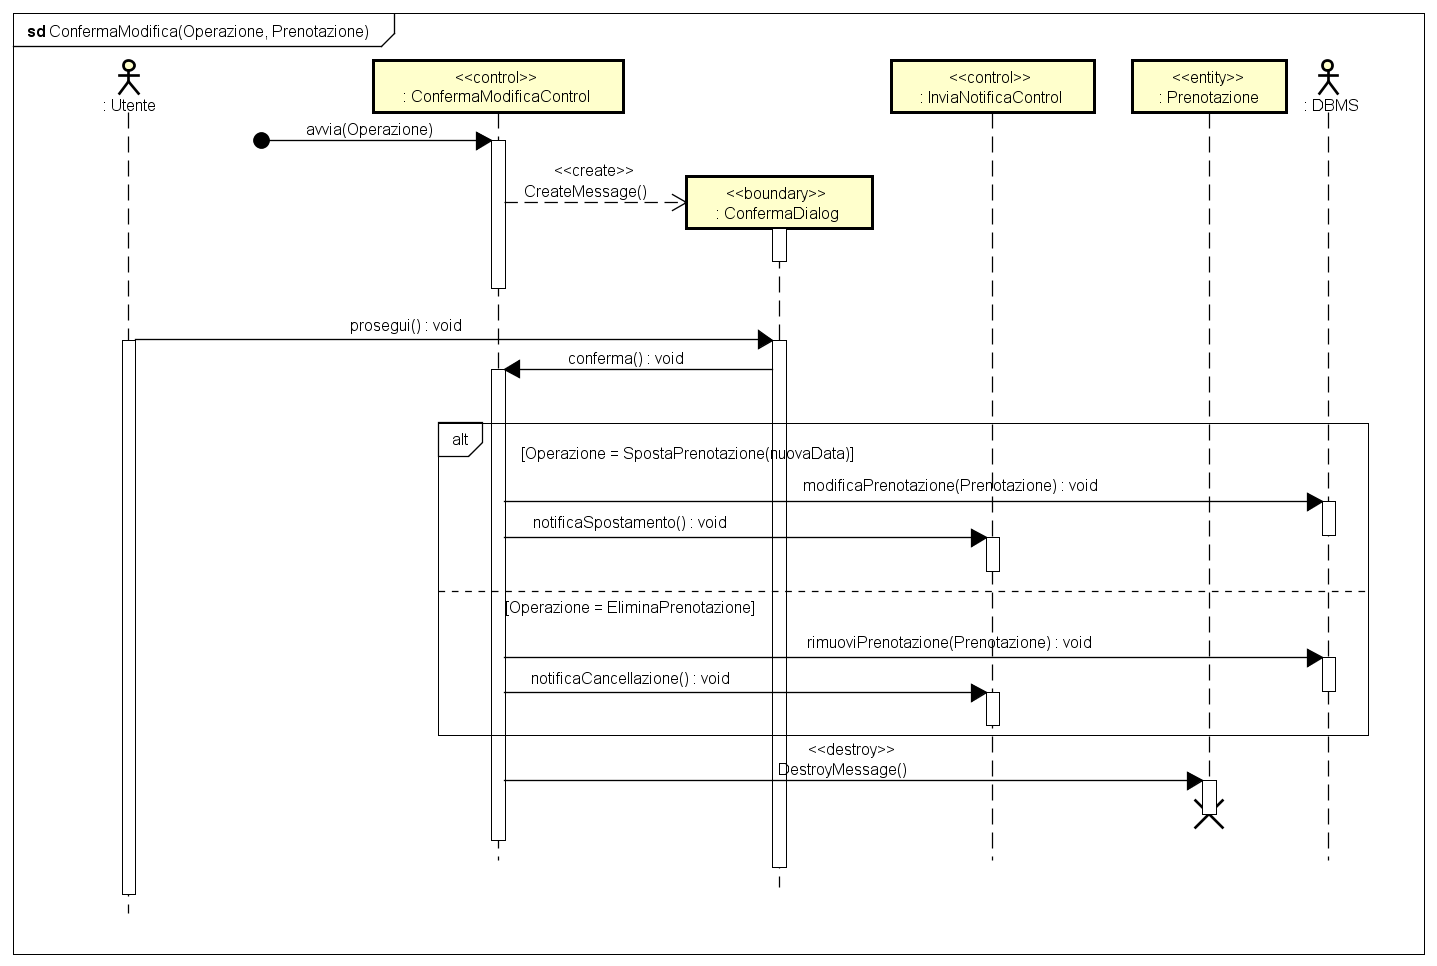 sd ConfermaModifica(Operazione, Prenotazione)
: Utente
<<control>>
: ConfermaModificaControl
<<control>>
: InviaNotificaControl
<<entity>>
: Prenotazione
: DBMS
avvia(Operazione)
<<create>>
CreateMessage()
<<boundary>>
: ConfermaDialog
prosegui() : void
conferma() : void
alt
[Operazione = SpostaPrenotazione(nuovaData)]
modificaPrenotazione(Prenotazione) : void
notificaSpostamento() : void
[Operazione = EliminaPrenotazione]
rimuoviPrenotazione(Prenotazione) : void
notificaCancellazione() : void
<<destroy>>
DestroyMessage()